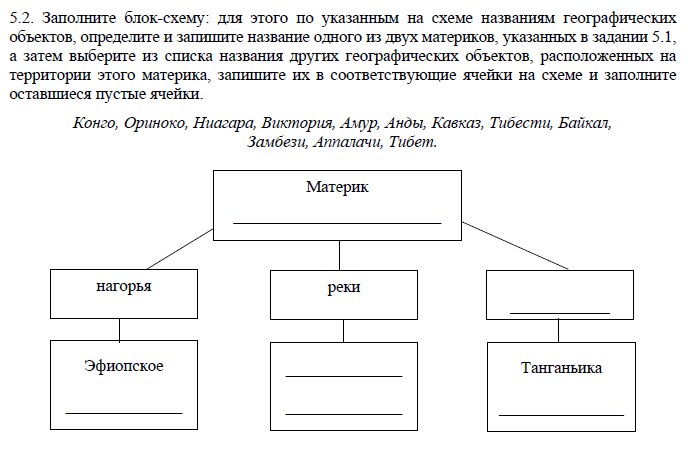 5.2. Заполните блок-схему: для этого по указанным на схеме названиям географических
объектов, определите и запишите название одного из двух материков, указанных в задании 5.1,
а затем выберите из списка названия других географических объектов, расположенных на
территории этого материка, запишите их в соответствующие ячейки на схеме и заполните
оставшиеся пустые ячейки.
Конго, Ориноко, Ниагара, Виктория, Амур, Анды, Кавказ, Тибести, Байкал,
Замбези, Аппалачи, Тибет.
Материк
нагорья
реки
Эфиопское
Танганьика